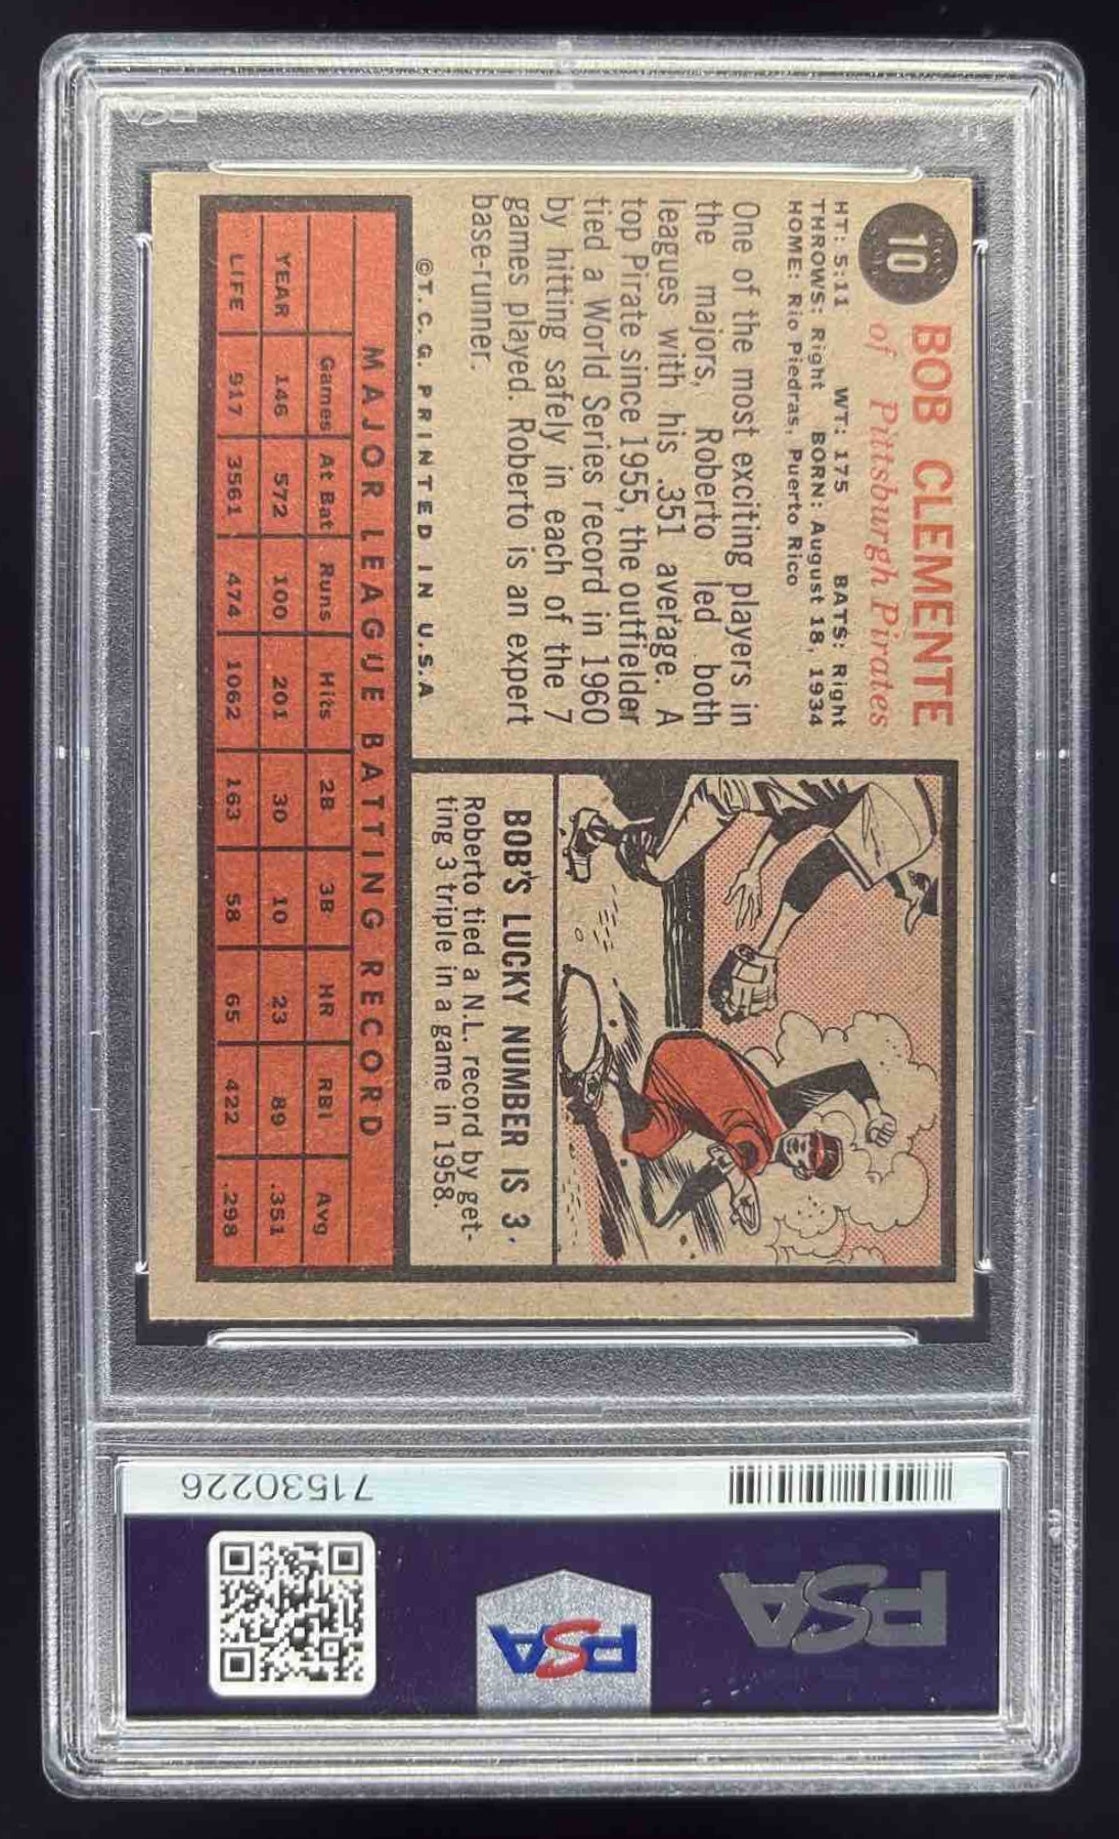 10
BOB CLEMENTE
of Pittsburgh Pirates
HT: 5:11 WT: 175 BATS: Right
THROWS: Right BORN: August 18, 1934
HOME: Rio Piedras, Puerto Rico
One of the most exciting players in
the majors, Roberto led both
leagues with his .351 average. A
top Pirate since 1955, the outfielder
tied a World Series record in 1960
by hitting safely in each of the 7
games played. Roberto is an expert
base-runner.
©T.C.G. PRINTED IN U.S.A
BOB'S LUCKY NUMBER IS 3.
Roberto tied a N.L. record by get-
ting 3 triple in a game in 1958.
MAJOR LEAGUE BATTING RECORD
Games At Bat Runs Hits 2B 3B HR RBI Avg
YEAR 146 572 100 201 30 10 23 89 .351
LIFE 917 3561 474 1062 163 58 65 422 .298
71530226
PSA
PSA
PSA